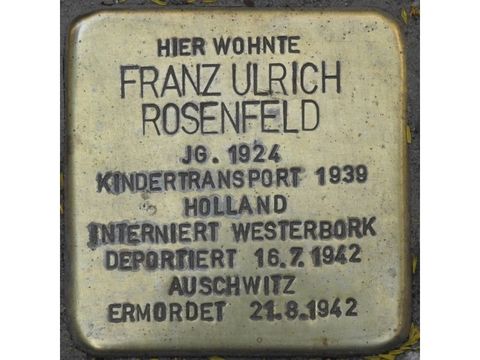 HIER WOHNTE
FRANZ ULRICH
ROSENFELD
JG. 1924
KINDERTRANSPORT 1939
HOLLAND
INTERNIERT WESTERBORK
DEPORTIERT 16.7.1942
AUSCHWITZ
ERMORDET 21.8.1942